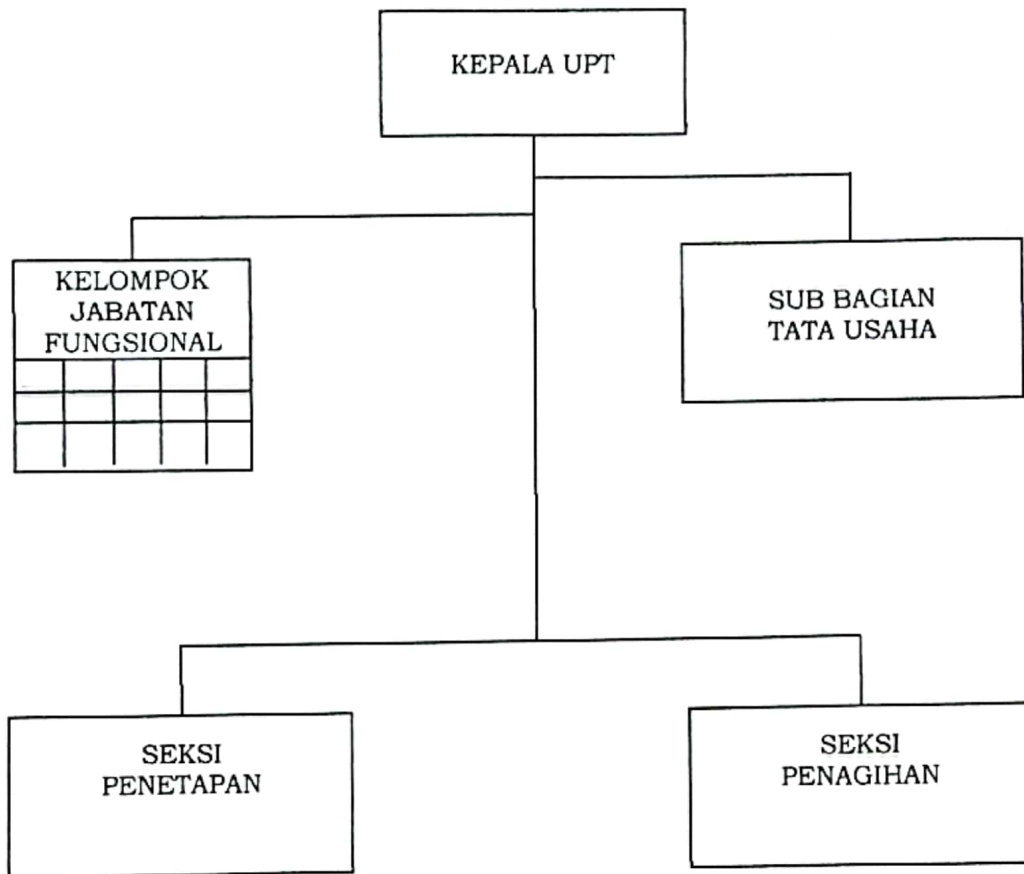 KEPALA UPT
KELOMPOK
JABATAN
FUNGSIONAL
SUB BAGIAN
TATA USAHA
SEKSI
PENETAPAN
SEKSI
PENAGIHAN